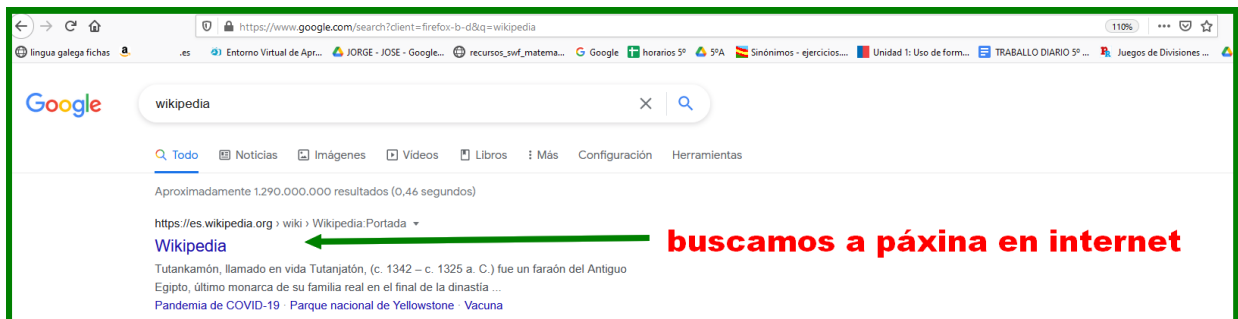 https://www.google.com/search?client=firefox-b-d&q=wikipedia
110%
lingua galega fichas
a
.es
Entorno Virtual de Apr...
JORGE - JOSE - Google...
recursos_swf_matema...
G Google
horarios 5º
5ºA
Sinónimos - ejercicios....
Unidad 1: Uso de form...
TRABALLO DIARIO 5º ...
Juegos de Divisiones ...
Google
wikipedia
Todo
Noticias
Imágenes
Vídeos
Libros
Más
Configuración
Herramientas
Aproximadamente 1.290.000.000 resultados (0,46 segundos)
https://es.wikipedia.org › wiki › Wikipedia:Portada
Wikipedia
buscamos a páxina en internet
Tutankamón, llamado en vida Tutanjatón, (c. 1342 – c. 1325 a. C.) fue un faraón del Antiguo
Egipto, último monarca de su familia real en el final de la dinastía ...
Pandemia de COVID-19 · Parque nacional de Yellowstone · Vacuna